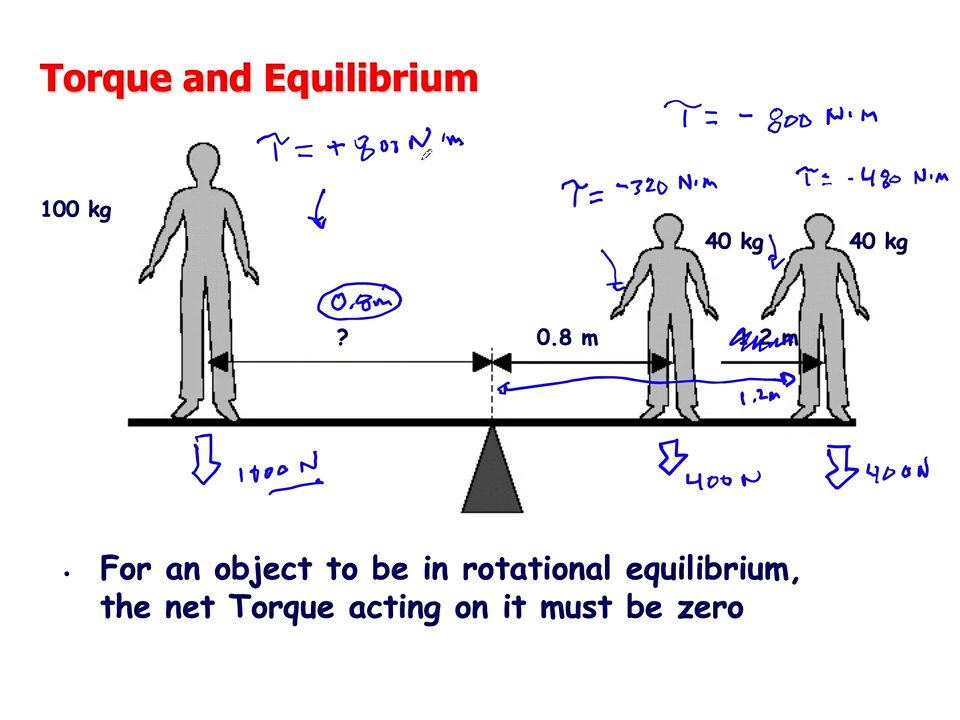 Torque and Equilibrium
τ = - 800 N·m
τ = + 800 N·m
τ = -480 N·m
τ = -320 N·m
100 kg
40 kg
40 kg
0.8m
?
0.8 m
2 m
1.2m
1000 N
400 N
400N
• For an object to be in rotational equilibrium,
the net Torque acting on it must be zero